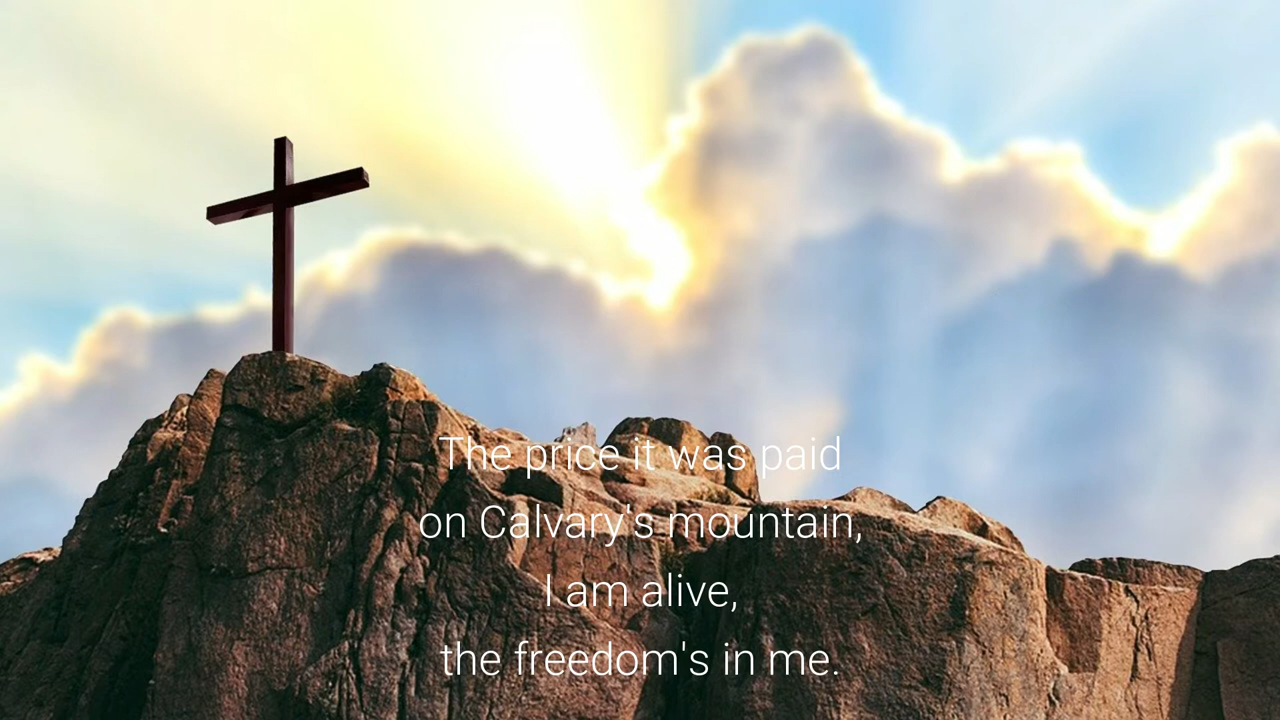 The price it was paid
on Calvary's mountain,
I am alive,
the freedom's in me.